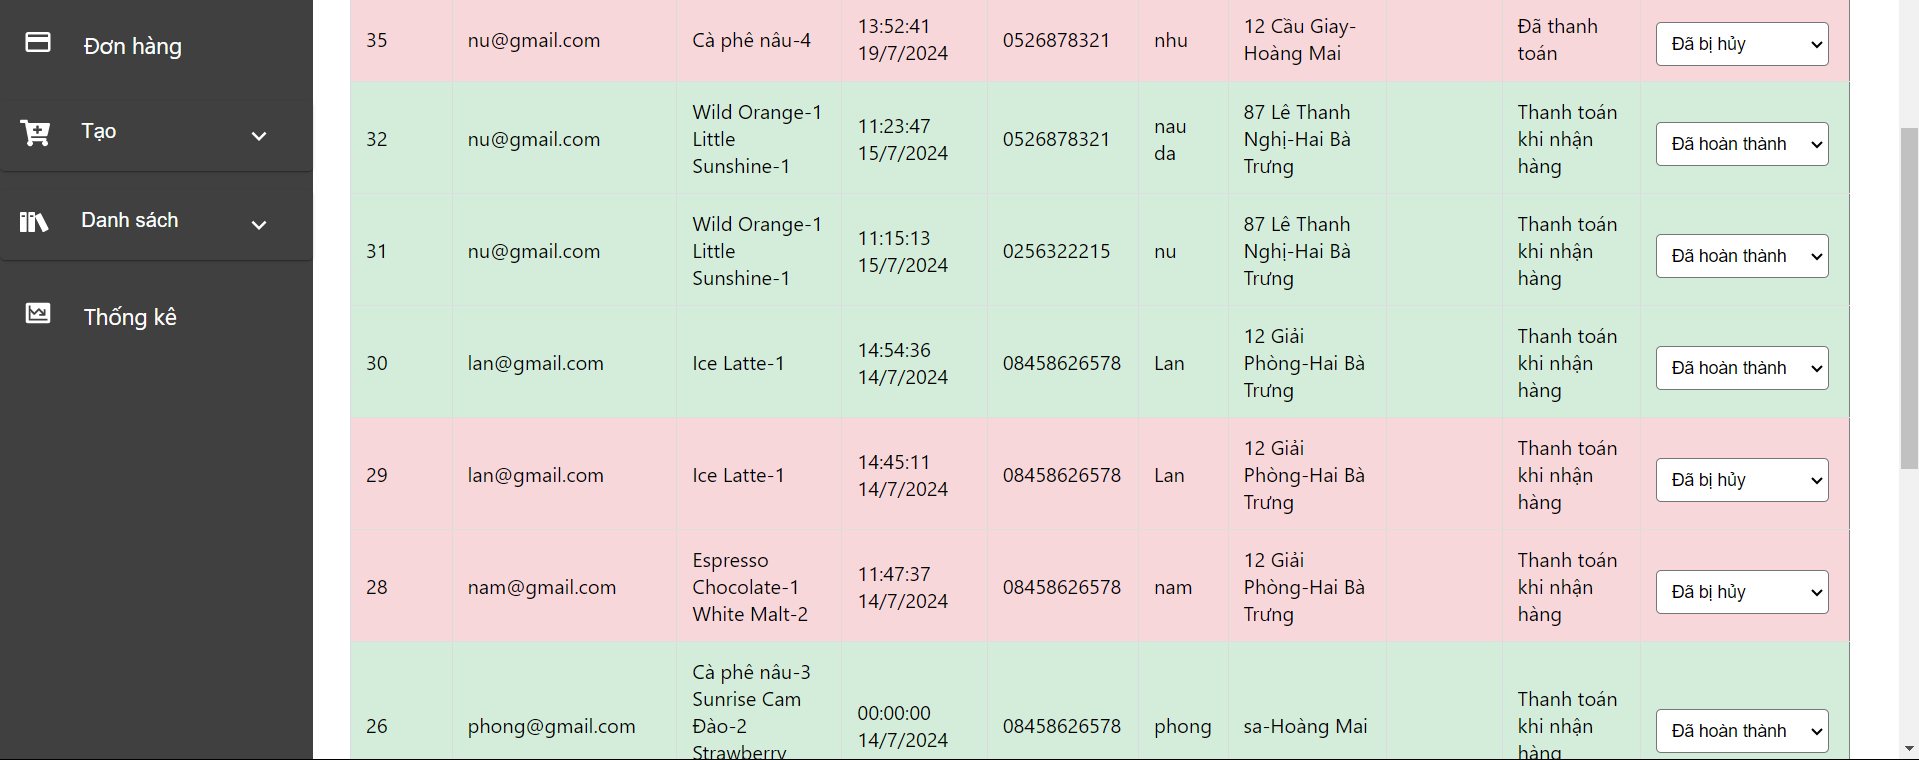 Đơn hàng
Tạo
Danh sách
Thống kê
35
nu@gmail.com
Cà phê nâu-4
13:52:41
19/7/2024
0526878321
nhu
12 Cầu Giay-
Hoàng Mai
Đã thanh
toán
Đã bị hủy
32
nu@gmail.com
Wild Orange-1
Little
Sunshine-1
11:23:47
15/7/2024
0526878321
nau
da
87 Lê Thanh
Nghị-Hai Bà
Trưng
Thanh toán
khi nhận
hàng
Đã hoàn thành
31
nu@gmail.com
Wild Orange-1
Little
Sunshine-1
11:15:13
15/7/2024
0256322215
nu
87 Lê Thanh
Nghị-Hai Bà
Trưng
Thanh toán
khi nhận
hàng
Đã hoàn thành
30
lan@gmail.com
Ice Latte-1
14:54:36
14/7/2024
08458626578
Lan
12 Giải
Phòng-Hai Bà
Trưng
Thanh toán
khi nhận
hàng
Đã hoàn thành
29
lan@gmail.com
Ice Latte-1
14:45:11
14/7/2024
08458626578
Lan
12 Giải
Phòng-Hai Bà
Trưng
Thanh toán
khi nhận
hàng
Đã bị hủy
28
nam@gmail.com
Espresso
Chocolate-1
White Malt-2
11:47:37
14/7/2024
08458626578
nam
12 Giải
Phòng-Hai Bà
Trưng
Thanh toán
khi nhận
hàng
Đã bị hủy
26
phong@gmail.com
Cà phê nâu-3
Sunrise Cam
Đào-2
Strawberry
00:00:00
14/7/2024
08458626578
phong
sa-Hoàng Mai
Thanh toán
khi nhận
hàng
Đã hoàn thành